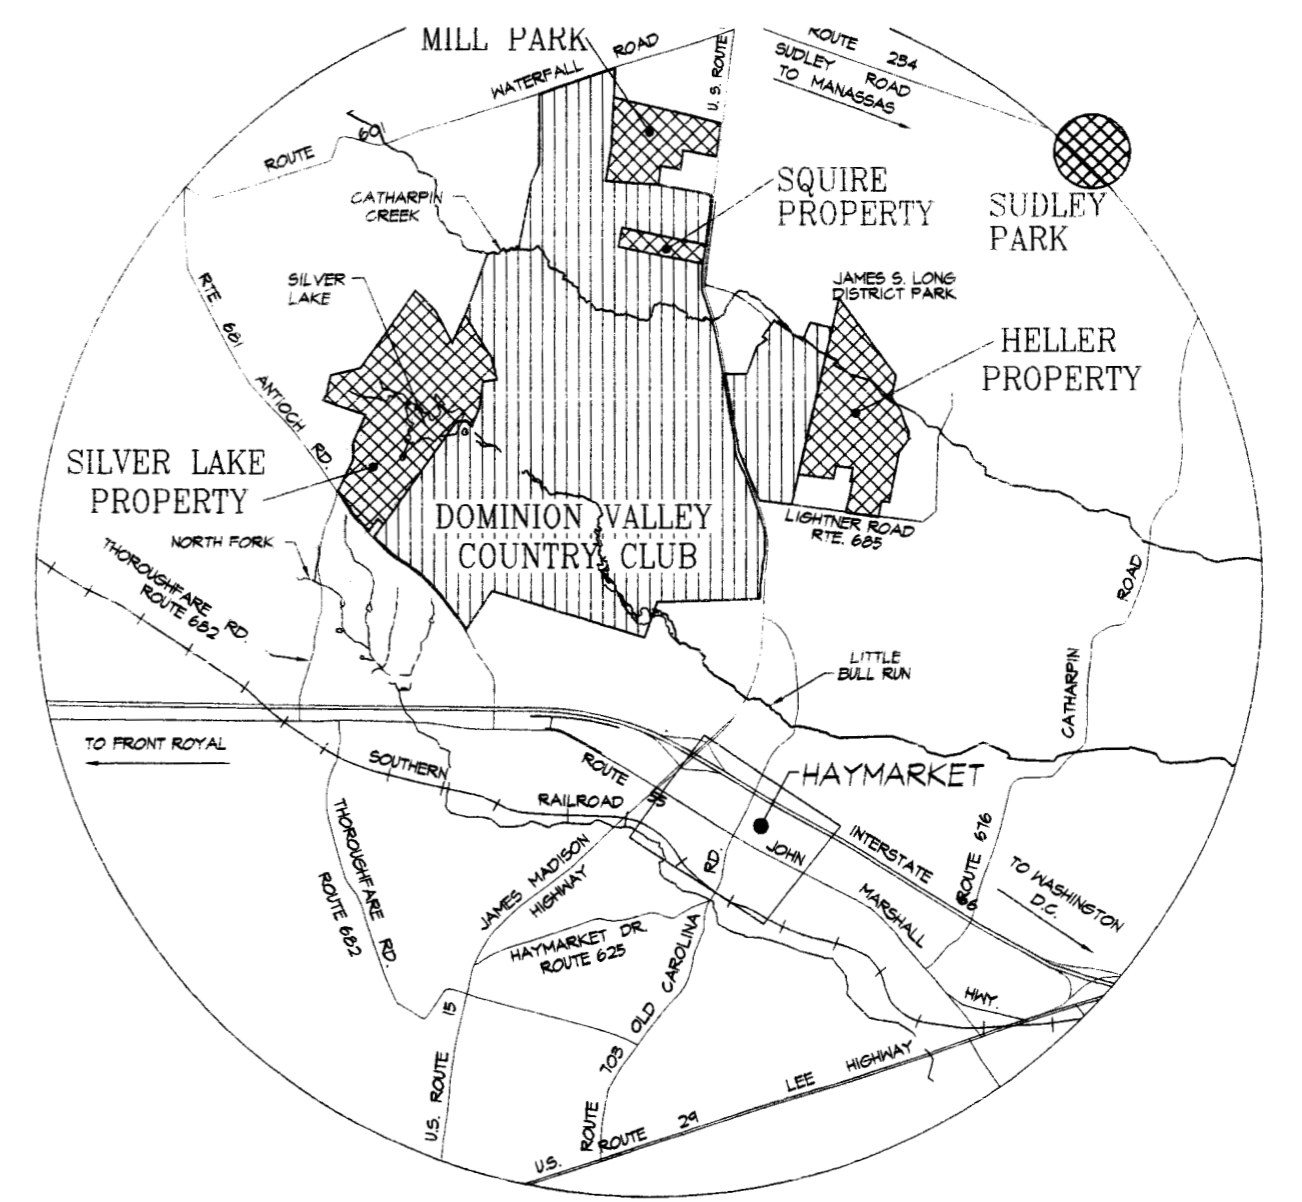 MILL PARK
WATERFALL ROAD
U.S. ROUTE
ROUTE 234
SUDLEY ROAD
TO MANASSAS
ROUTE 601
CATHARPIN
CREEK
SQUIRE
PROPERTY
SUDLEY
PARK
SILVER
LAKE
JAMES S. LONG
DISTRICT PARK
HELLER
PROPERTY
RTE. 681 ANTIOCH RD.
SILVER LAKE
PROPERTY
DOMINION VALLEY
COUNTRY CLUB
LIGHTNER ROAD
RTE. 685
NORTH FORK
THOROUGHFARE RD.
ROUTE 682
CATHARPIN ROAD
LITTLE
BULL RUN
TO FRONT ROYAL
SOUTHERN RAILROAD
ROUTE 55
HAYMARKET
JOHN MARSHALL HWY.
INTERSTATE 66
ROUTE 676
TO WASHINGTON
D.C.
THOROUGHFARE RD.
ROUTE 682
JAMES MADISON
HIGHWAY
HAYMARKET DR.
ROUTE 625
OLD CAROLINA RD.
ROUTE 703
U.S. ROUTE 15
LEE HIGHWAY
U.S. ROUTE 29